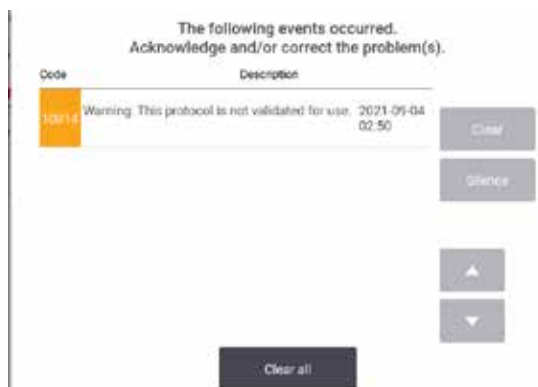 The following events occurred.
Acknowledge and/or correct the problem(s).
Code Description
Warning: This protocol is not validated for use. 2021-05-04
02:50
Clear
Silence
Clear all